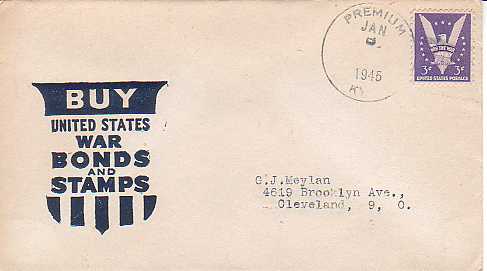 BUY
UNITED STATES
WAR
BONDS
AND
STAMPS
PREMIUM
JAN
1945
KY
WIN THE WAR
3¢ 3¢
UNITED STATES POSTAGE
G.J.Meylan
4619 Brooklyn Ave.,
Cleveland, 9, O.